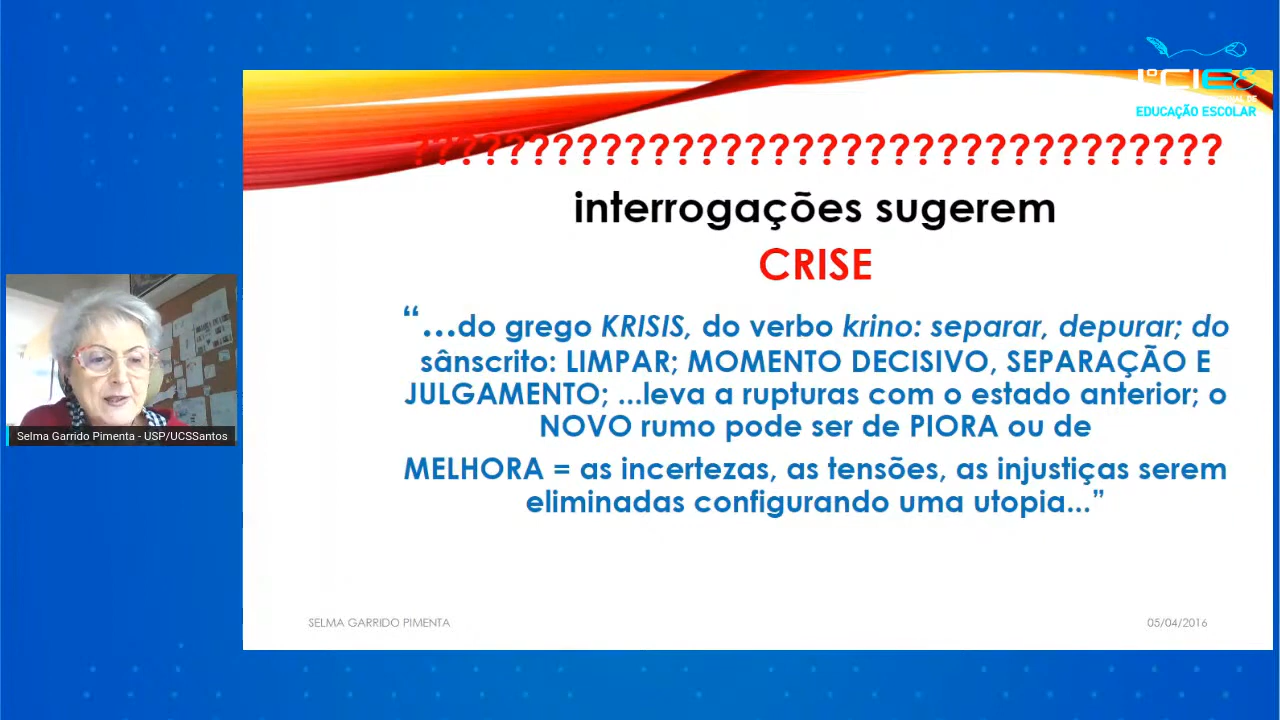 1º CIEE
EDUCAÇÃO ESCOLAR
??????????????????????????????????
interrogações sugerem
CRISE
“...do grego KRISIS, do verbo krino: separar, depurar; do
sânscrito: LIMPAR; MOMENTO DECISIVO, SEPARAÇÃO E
JULGAMENTO; ...leva a rupturas com o estado anterior; o
NOVO rumo pode ser de PIORA ou de
MELHORA = as incertezas, as tensões, as injustiças serem
eliminadas configurando uma utopia...”
Selma Garrido Pimenta - USP/UCSSantos
SELMA GARRIDO PIMENTA
05/04/2016